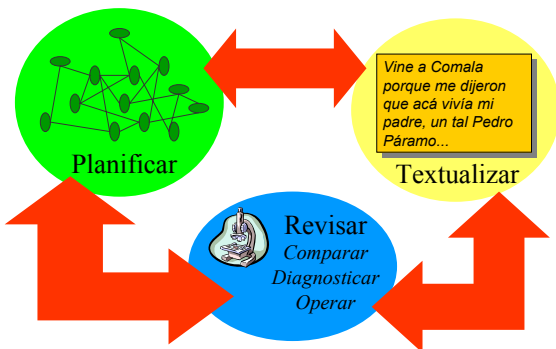 Planificar
Vine a Comala
porque me dijeron
que acá vivía mi
padre, un tal Pedro
Páramo...
Textualizar
Revisar
Comparar
Diagnosticar
Operar